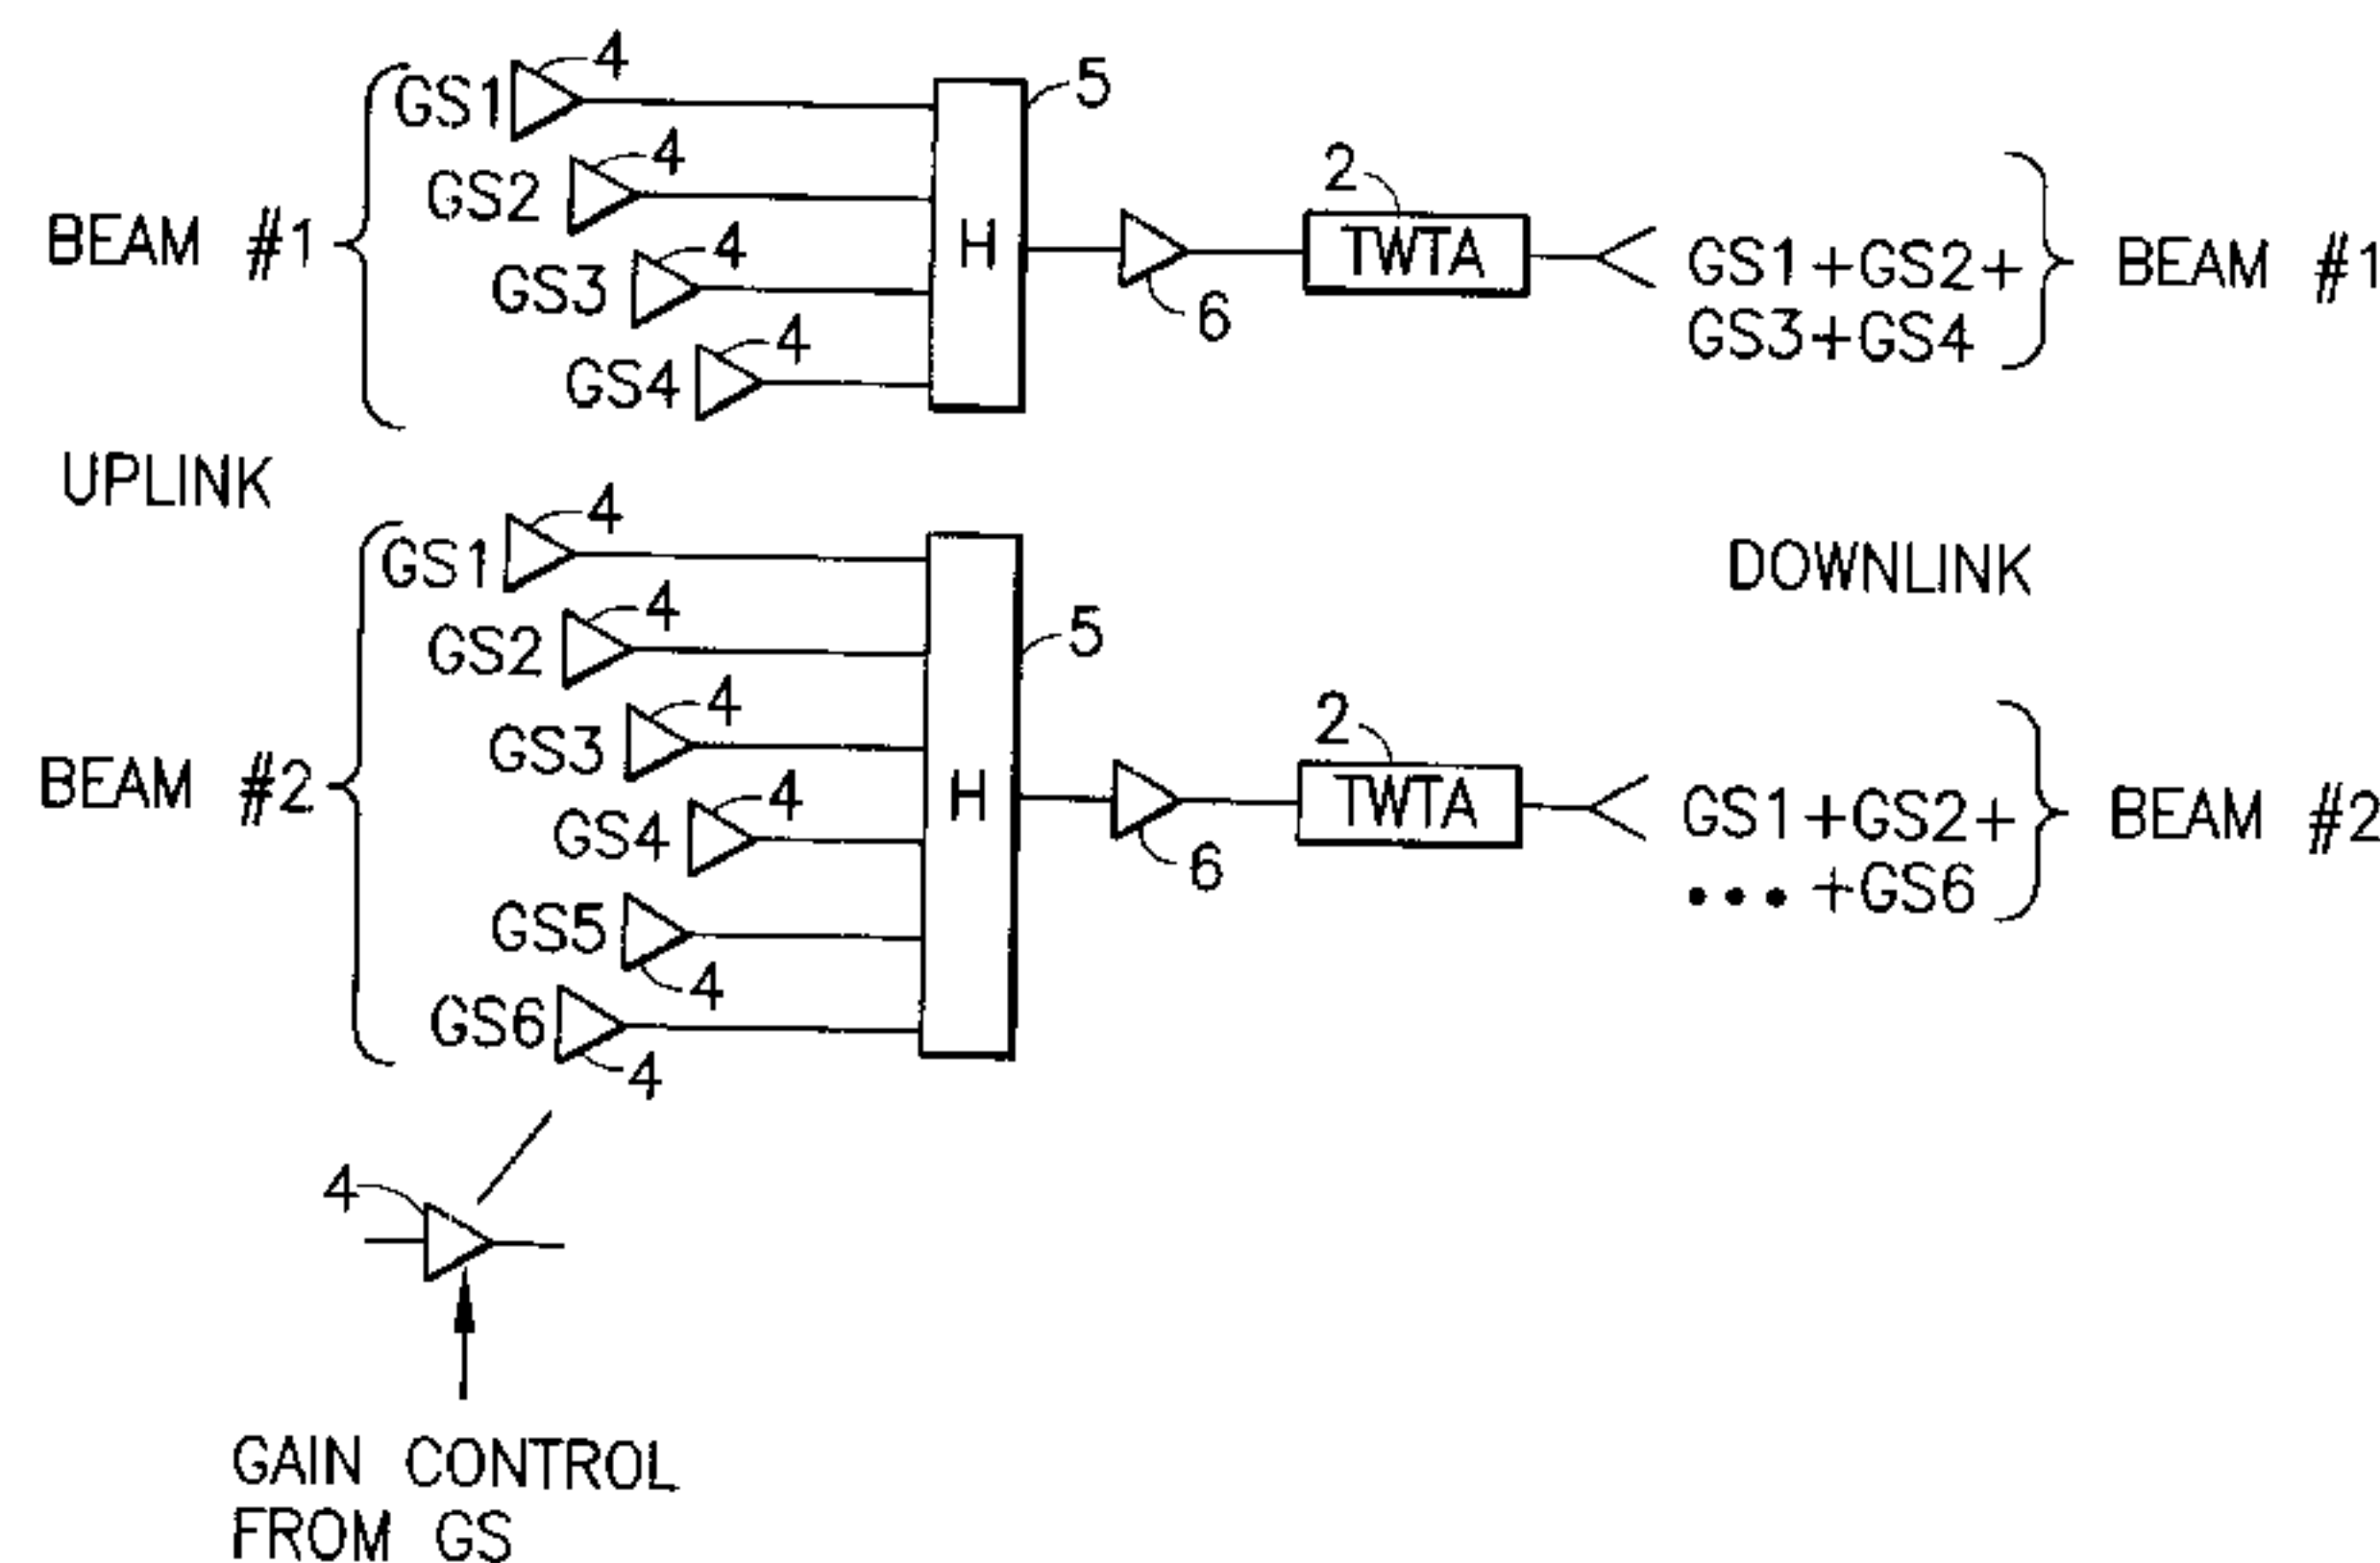 GS1 4
5
GS2 4
2
BEAM #1
GS3 4
H
TWTA
GS1+GS2+
BEAM #1
6
GS3+GS4
GS4 4
UPLINK
GS1 4
DOWNLINK
GS2 4
5
GS3 4
2
BEAM #2
GS4 4
H
TWTA
GS1+GS2+
BEAM #2
6
••• +GS6
GS5
4
GS6
4
4
GAIN CONTROL
FROM GS